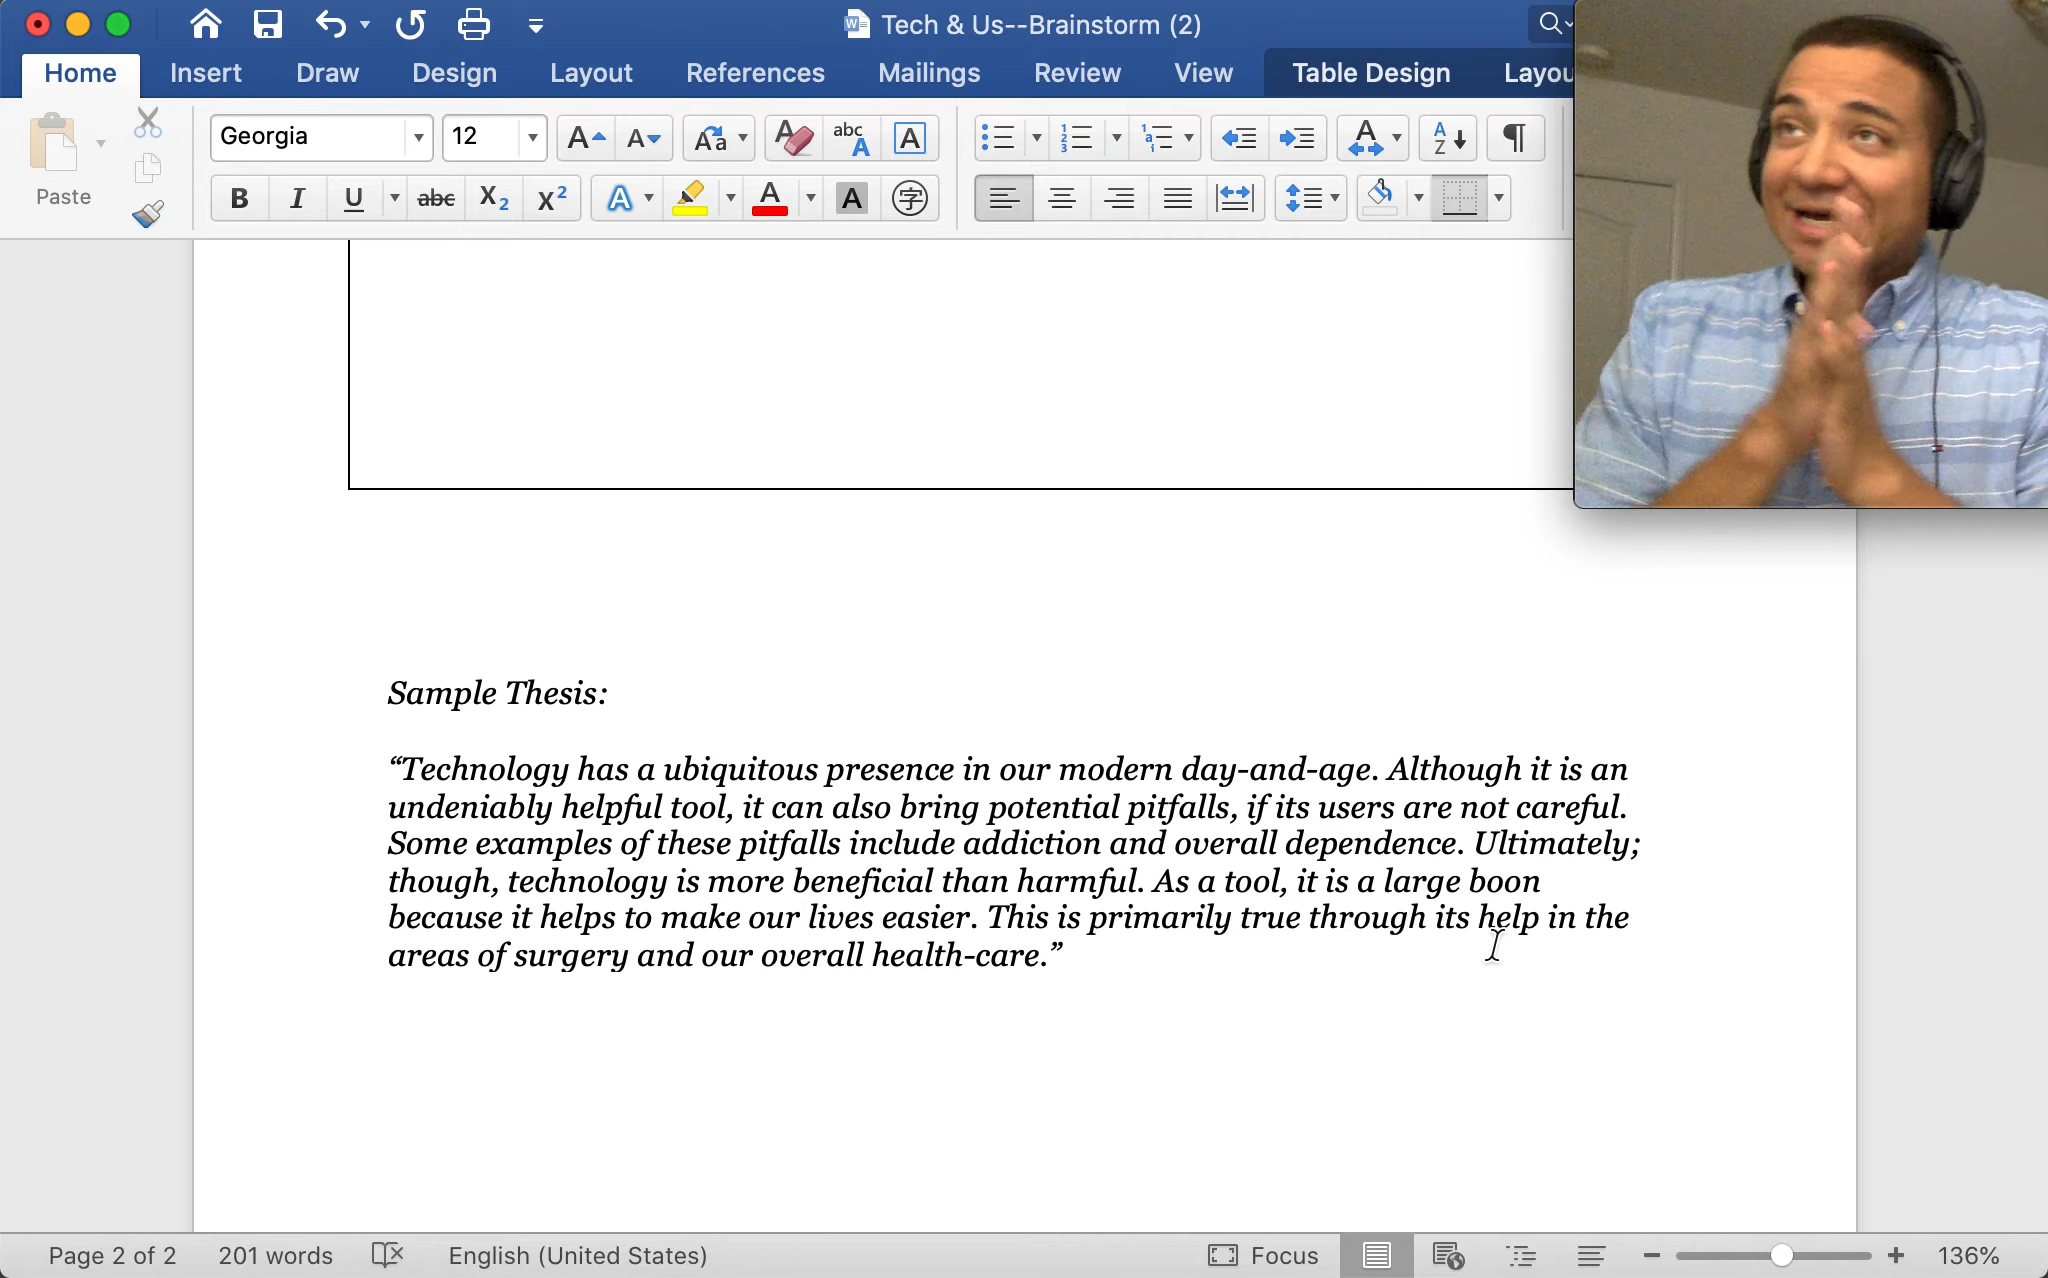 Tech & Us--Brainstorm (2)
Home Insert Draw Design Layout References Mailings Review View Table Design Layou
Paste
Georgia 12
Page 2 of 2 201 words English (United States) Focus 136%
Sample Thesis:
“Technology has a ubiquitous presence in our modern day-and-age. Although it is an
undeniably helpful tool, it can also bring potential pitfalls, if its users are not careful.
Some examples of these pitfalls include addiction and overall dependence. Ultimately;
though, technology is more beneficial than harmful. As a tool, it is a large boon
because it helps to make our lives easier. This is primarily true through its help in the
areas of surgery and our overall health-care.”